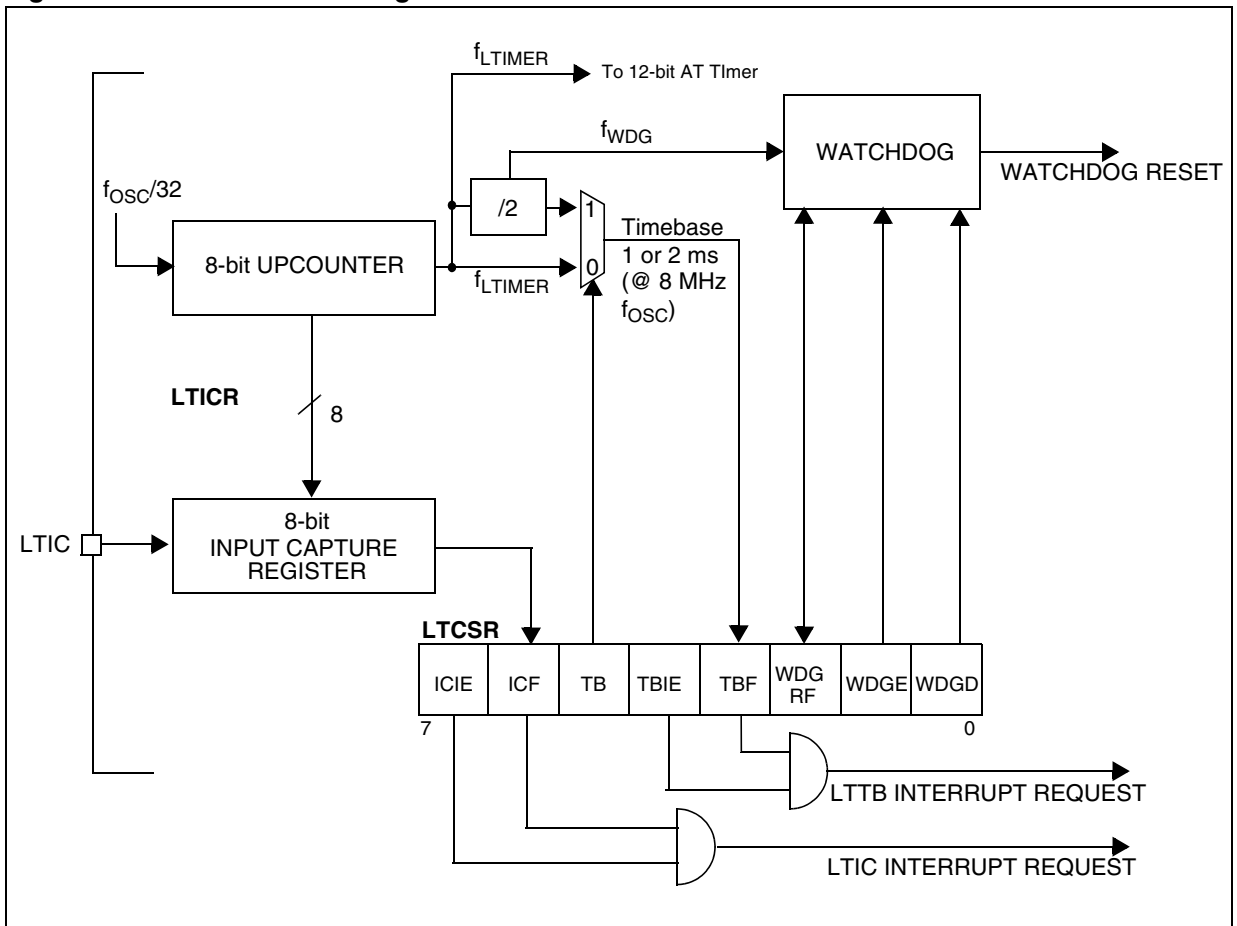 fLTIMER
To 12-bit AT TImer
fWDG
WATCHDOG
WATCHDOG RESET
fOSC/32
/2
1
8-bit UPCOUNTER
0
fLTIMER
Timebase
1 or 2 ms
(@ 8 MHz
fOSC)
LTICR
8
LTIC
8-bit
INPUT CAPTURE
REGISTER
LTCSR
ICIE ICF TB TBIE TBF WDG RF WDGE WDGD
7 0
LTTB INTERRUPT REQUEST
LTIC INTERRUPT REQUEST